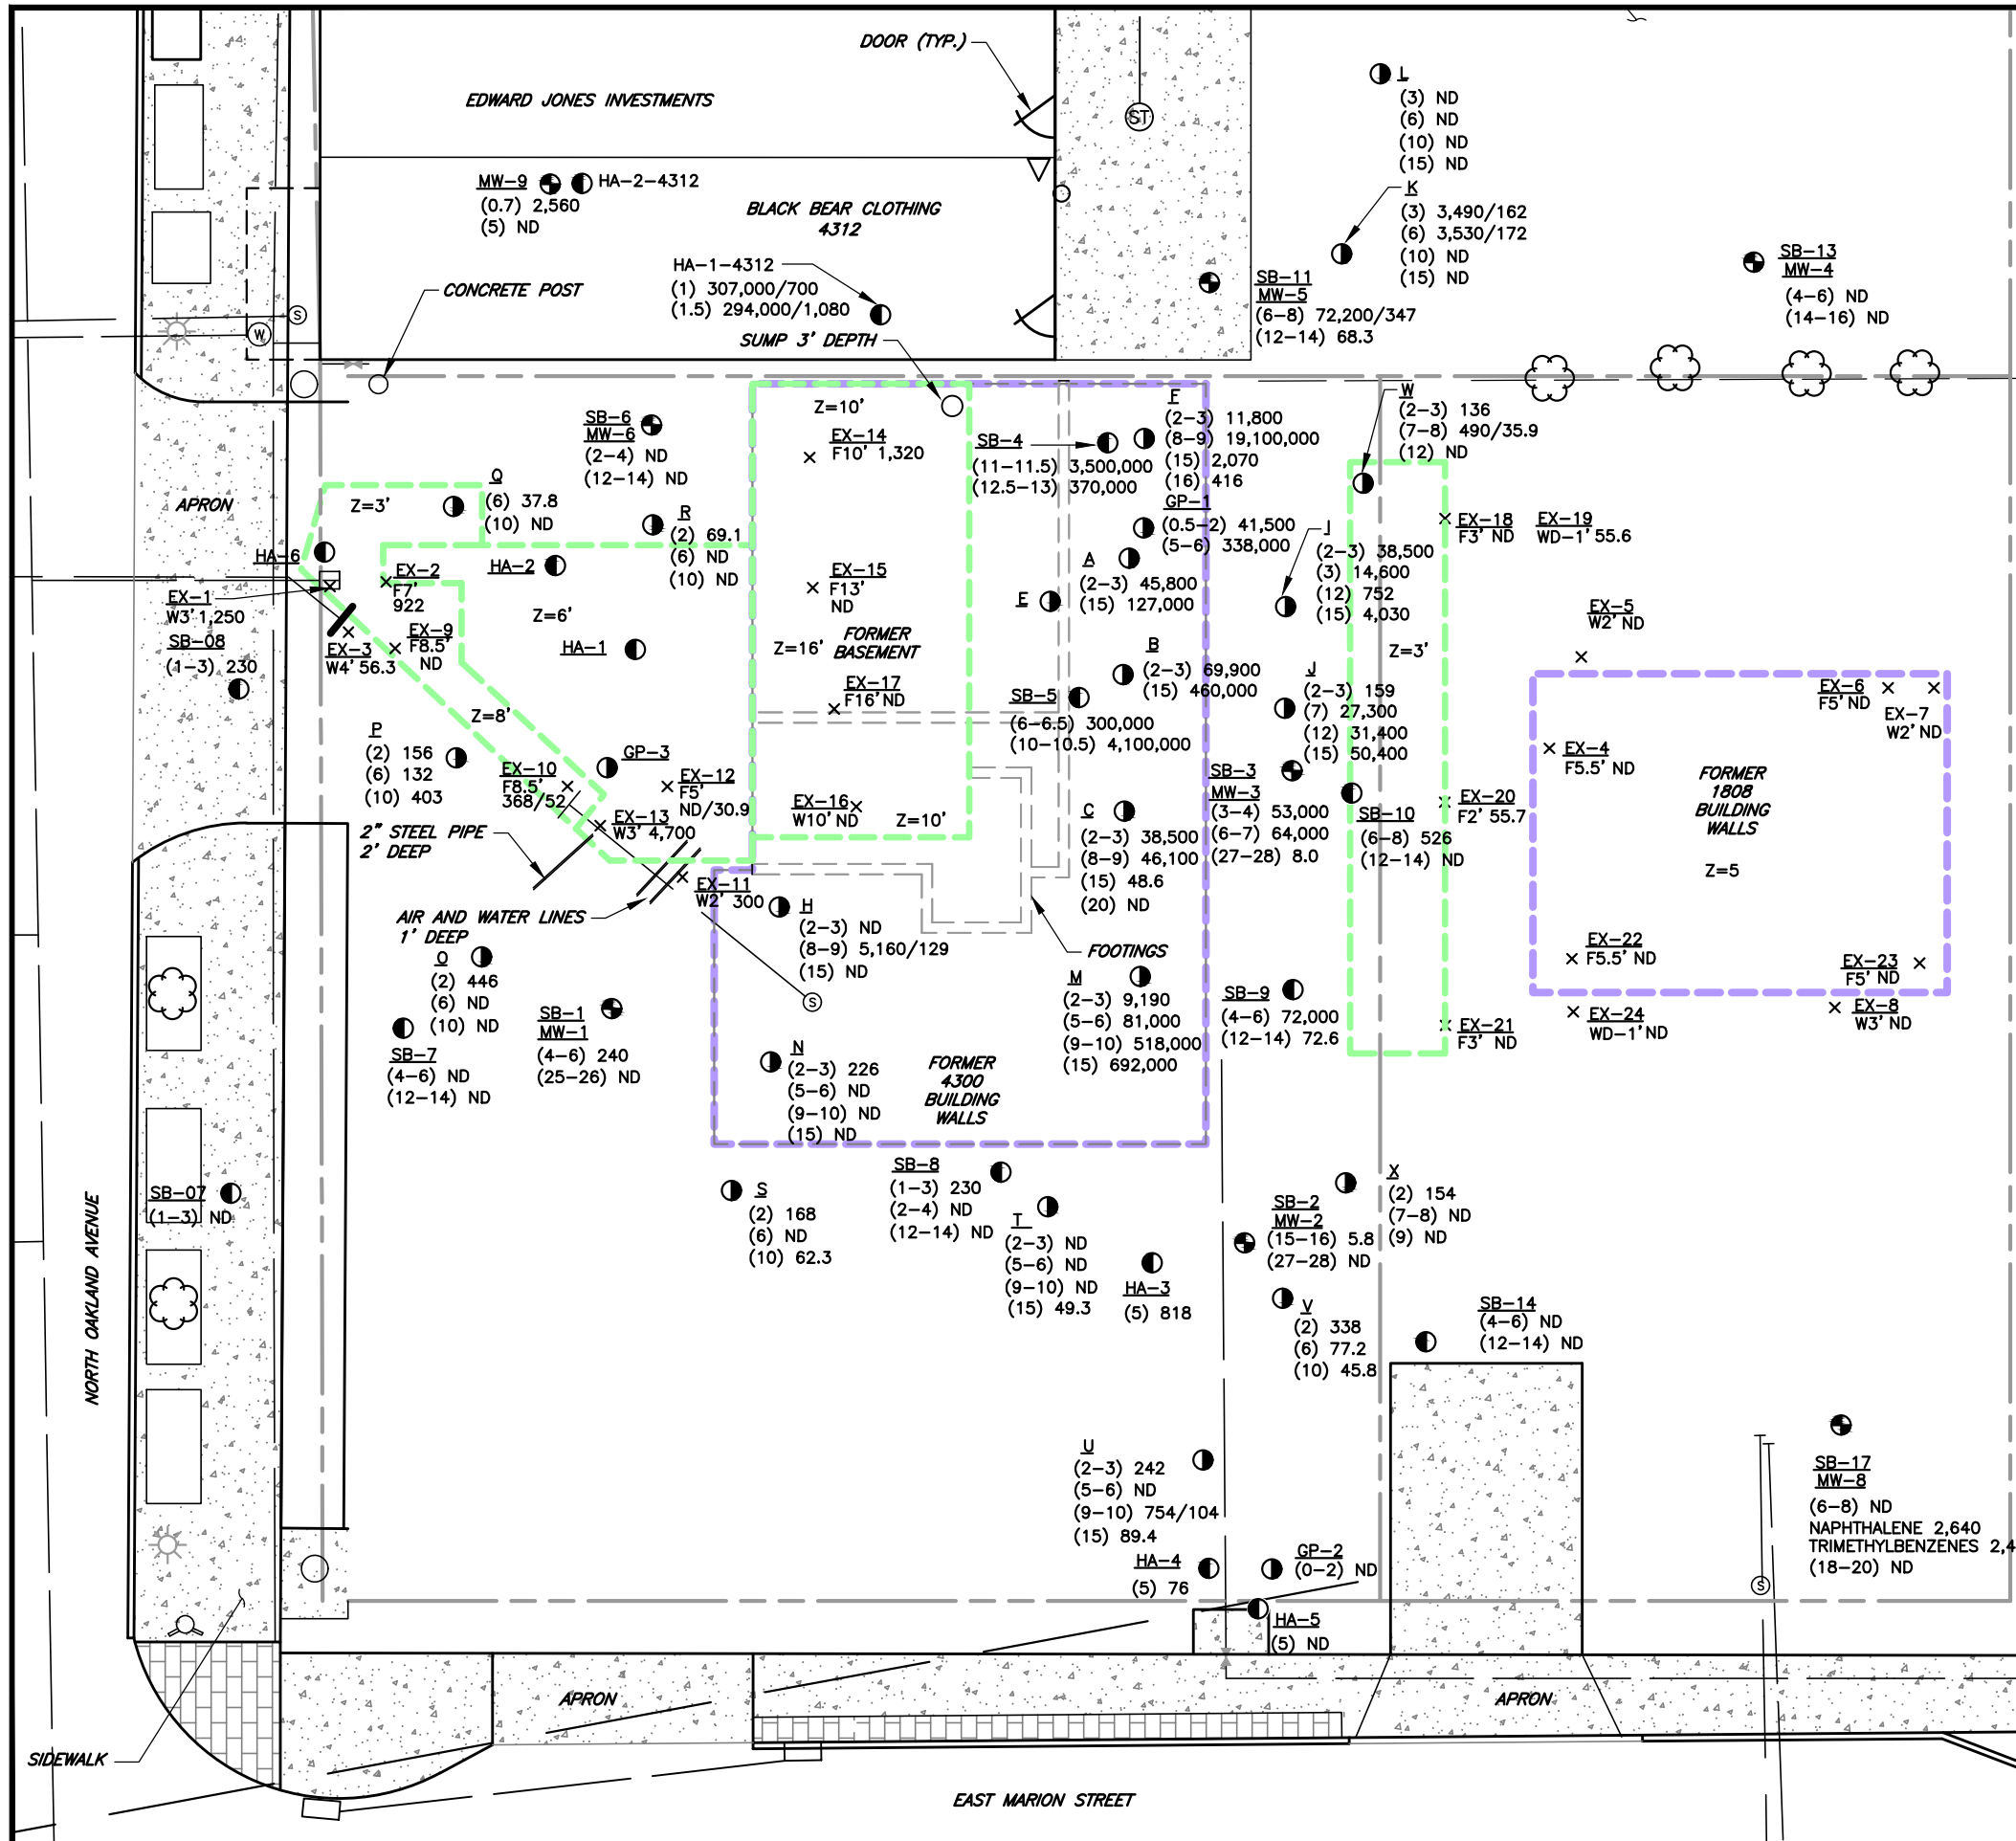 DOOR (TYP.)
EDWARD JONES INVESTMENTS
ST
L
(3) ND
(6) ND
(10) ND
(15) ND
MW-9
HA-2-4312
(0.7) 2,560
(5) ND
BLACK BEAR CLOTHING
4312
K
(3) 3,490/162
(6) 3,530/172
(10) ND
(15) ND
HA-1-4312
(1) 307,000/700
(1.5) 294,000/1,080
SUMP 3' DEPTH
CONCRETE POST
S
W
SB-11
MW-5
(6-8) 72,200/347
(12-14) 68.3
SB-13
MW-4
(4-6) ND
(14-16) ND
SB-6
MW-6
(2-4) ND
(12-14) ND
Z=10'
EX-14
F10' 1,320
SB-4
(11-11.5) 3,500,000
(12.5-13) 370,000
F
(2-3) 11,800
(8-9) 19,100,000
(15) 2,070
(16) 416
W
(2-3) 136
(7-8) 490/35.9
(12) ND
APRON
Z=3'
Q
(6) 37.8
(10) ND
R
(2) 69.1
(6) ND
(10) ND
GP-1
(0.5-2) 41,500
(5-6) 338,000
J
(2-3) 38,500
(3) 14,600
(12) 752
(15) 4,030
EX-18
F3' ND
EX-19
WD-1' 55.6
HA-6
EX-2
F7'
922
HA-2
EX-15
F13'
ND
A
(2-3) 45,800
(15) 127,000
E
EX-1
W3' 1,250
Z=6'
EX-5
W2' ND
SB-08
(1-3) 230
EX-3
W4' 56.3
EX-9
F8.5'
ND
HA-1
Z=16'
FORMER
BASEMENT
B
(2-3) 69,900
(15) 460,000
Z=3'
EX-17
F16' ND
SB-5
(6-6.5) 300,000
(10-10.5) 4,100,000
J
(2-3) 159
(7) 27,300
(12) 31,400
(15) 50,400
EX-6
F5' ND
EX-7
W2' ND
Z=8'
P
(2) 156
(6) 132
(10) 403
GP-3
EX-10
F8.5'
368/52
EX-12
F5'
ND/30.9
EX-4
F5.5' ND
FORMER
1808
BUILDING
WALLS
Z=5
SB-3
MW-3
(3-4) 53,000
(6-7) 64,000
(27-28) 8.0
SB-10
(6-8) 526
(12-14) ND
EX-20
F2' 55.7
EX-16
W10' ND
Z=10'
EX-13
W3' 4,700
C
(2-3) 38,500
(8-9) 46,100
(15) 48.6
(20) ND
2" STEEL PIPE
2' DEEP
EX-11
W2' 300
AIR AND WATER LINES
1' DEEP
H
(2-3) ND
(8-9) 5,160/129
(15) ND
FOOTINGS
EX-22
F5.5' ND
EX-23
F5' ND
O
(2) 446
(6) ND
(10) ND
M
(2-3) 9,190
(5-6) 81,000
(9-10) 518,000
(15) 692,000
SB-9
(4-6) 72,000
(12-14) 72.6
S
EX-21
F3' ND
EX-24
WD-1' ND
EX-8
W3' ND
SB-7
(4-6) ND
(12-14) ND
SB-1
MW-1
(4-6) 240
(25-26) ND
N
(2-3) 226
(5-6) ND
(9-10) ND
(15) ND
FORMER
4300
BUILDING
WALLS
NORTH OAKLAND AVENUE
SB-07
(1-3) ND
S
(2) 168
(6) ND
(10) 62.3
SB-8
(1-3) 230
(2-4) ND
(12-14) ND
T
(2-3) ND
(5-6) ND
(9-10) ND
(15) 49.3
HA-3
(5) 818
SB-2
MW-2
(15-16) 5.8
(27-28) ND
X
(2) 154
(7-8) ND
(9) ND
V
(2) 338
(6) 77.2
(10) 45.8
SB-14
(4-6) ND
(12-14) ND
U
(2-3) 242
(5-6) ND
(9-10) 754/104
(15) 89.4
SB-17
MW-8
(6-8) ND
NAPHTHALENE 2,640
TRIMETHYLBENZENES 2,4
(18-20) ND
HA-4
(5) 76
GP-2
(0-2) ND
S
HA-5
(5) ND
APRON
APRON
SIDEWALK
EAST MARION STREET